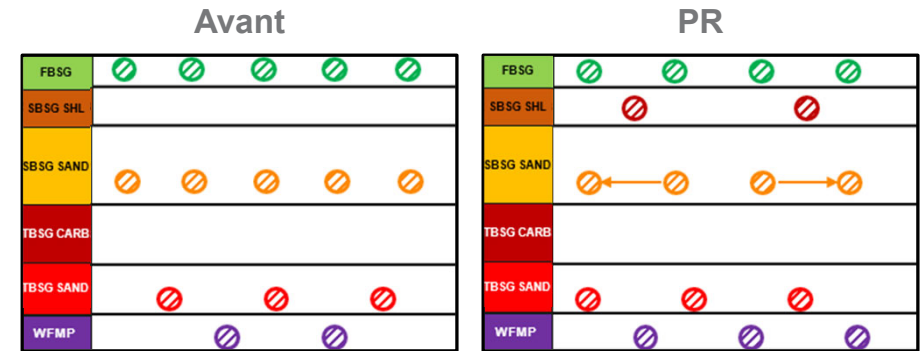 Avant
FBSG
SBSG SHL
SBSG SAND
TBSG CARB
TBSG SAND
WFMP
PR
FBSG
SBSG SHL
SBSG SAND
TBSG CARB
TBSG SAND
WFMP